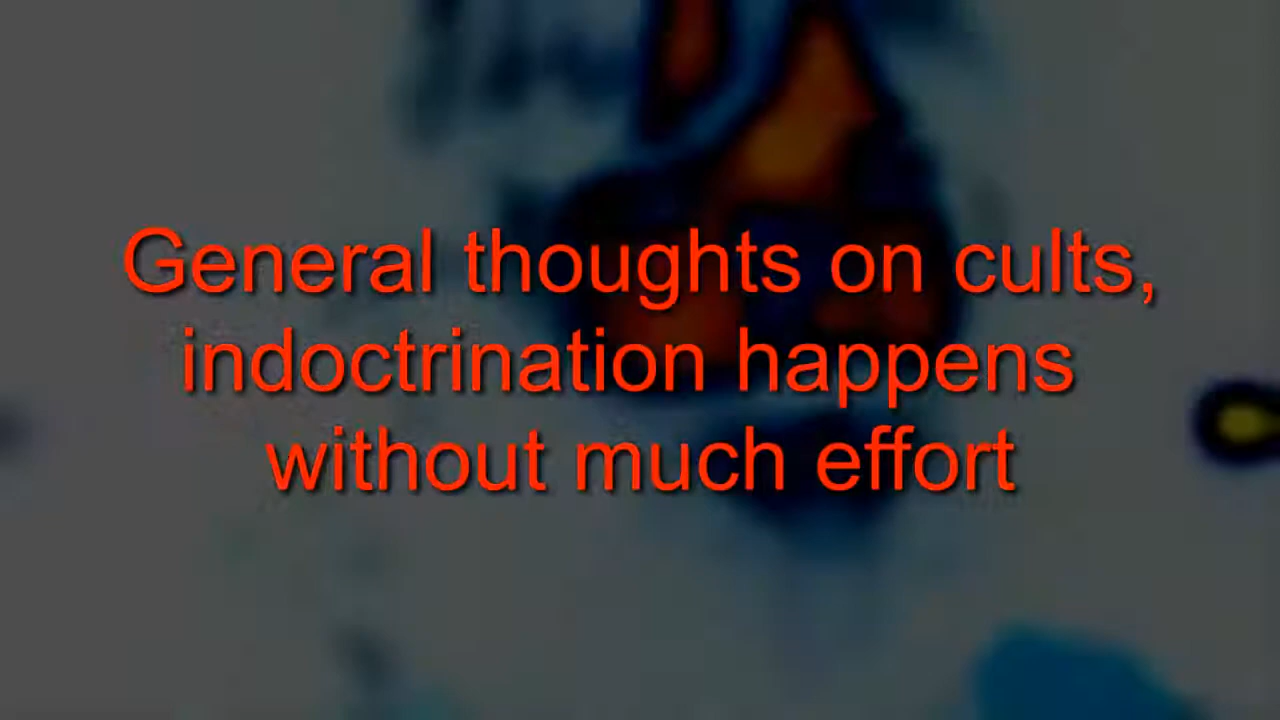 General thoughts on cults,
indoctrination happens
without much effort